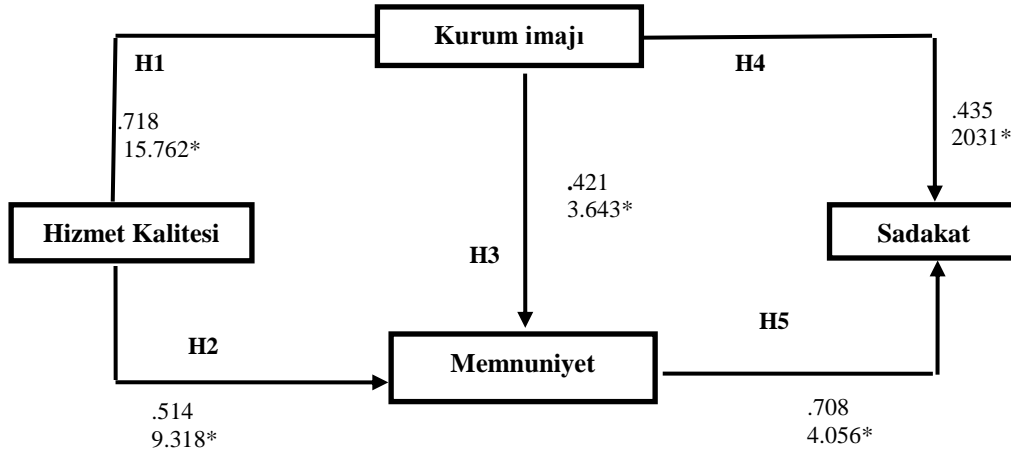 Kurum imajı
H1
H4
.718
15.762*
.435
2031*
.421
3.643*
Hizmet Kalitesi
Sadakat
H3
H5
H2
Memnuniyet
.514
9.318*
.708
4.056*